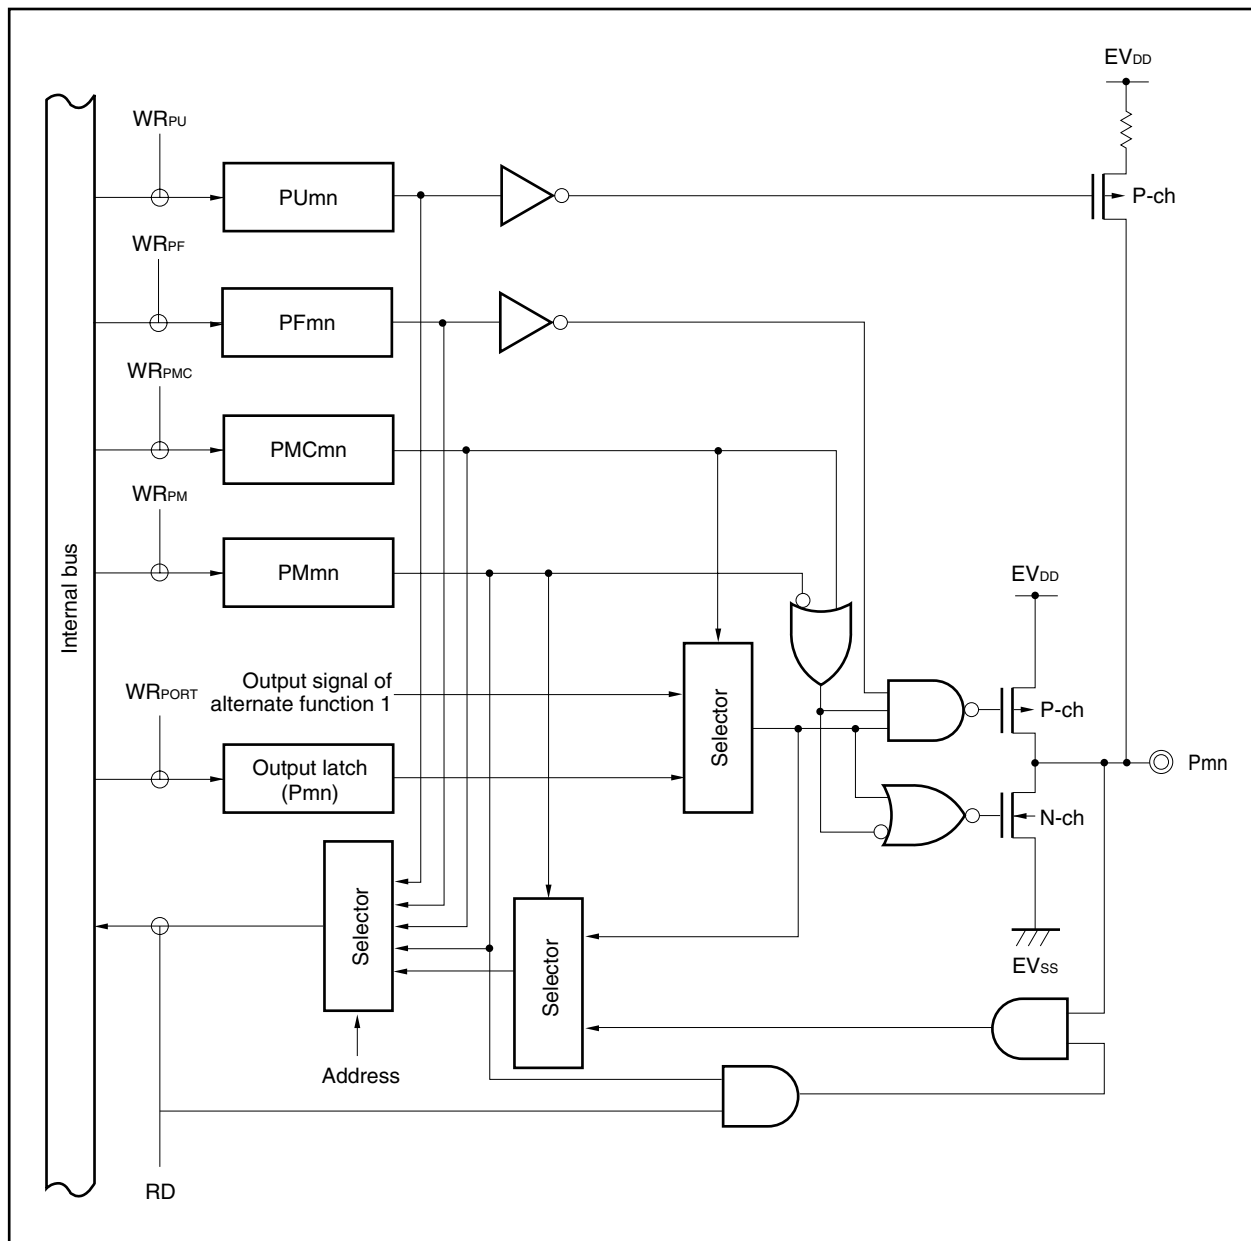 EVDD
WRPU
PUmn
P-ch
WRPF
PFmn
WRPMC
PMCmn
WRPM
PMmn
EVDD
Internal bus
Output signal of
alternate function 1
WRPORT
Selector
P-ch
Output latch
(Pmn)
Pmn
N-ch
Selector
Selector
EVSS
Address
RD